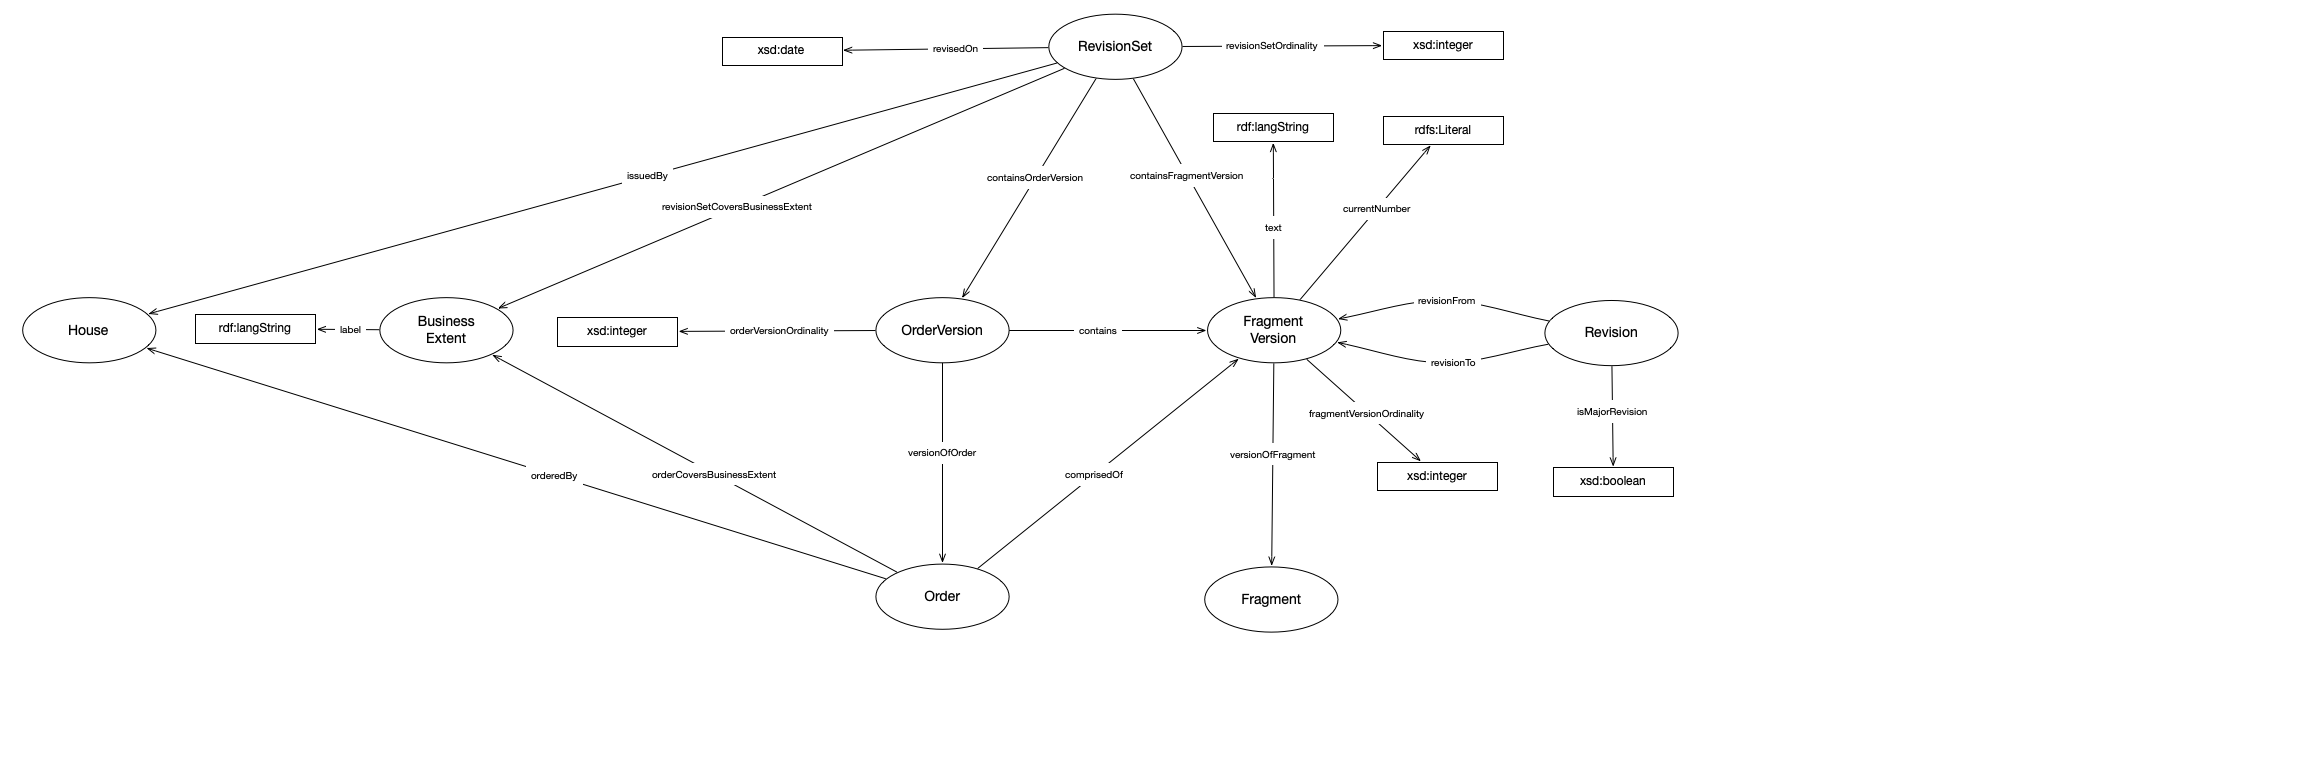 RevisionSet
xsd:date
revisedOn
revisionSetOrdinality
xsd:integer
rdf:langString
rdfs:Literal
issuedBy
revisionSetCoversBusinessExtent
containsOrderVersion
containsFragmentVersion
currentNumber
text
House
rdf:langString
label
Business
Extent
xsd:integer
orderVersionOrdinality
OrderVersion
contains
Fragment
Version
revisionFrom
revisionTo
Revision
isMajorRevision
fragmentVersionOrdinality
versionOfOrder
versionOfFragment
orderedBy
orderCoversBusinessExtent
comprisedOf
xsd:integer
xsd:boolean
Order
Fragment